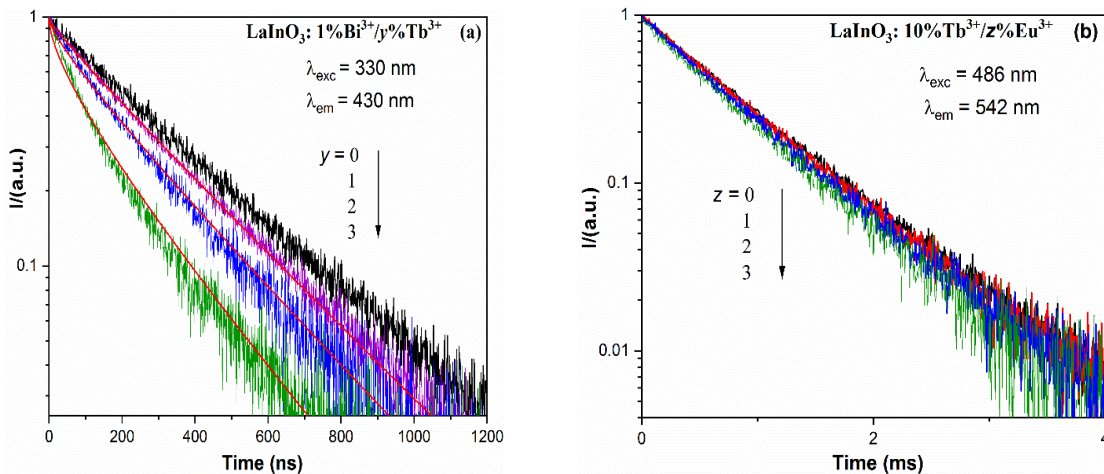 LaInO₃: 1%Bi³⁺/y%Tb³⁺ (a)
λexc = 330 nm
λem = 430 nm
y = 0
1
2
3
1
0.1
I/(a.u.)
0 200 400 600 800 1000 1200
Time (ns)
LaInO₃: 10%Tb³⁺/z%Eu³⁺ (b)
λexc = 486 nm
λem = 542 nm
z = 0
1
2
3
1
0.1
0.01
I/(a.u.)
0 2 4
Time (ms)